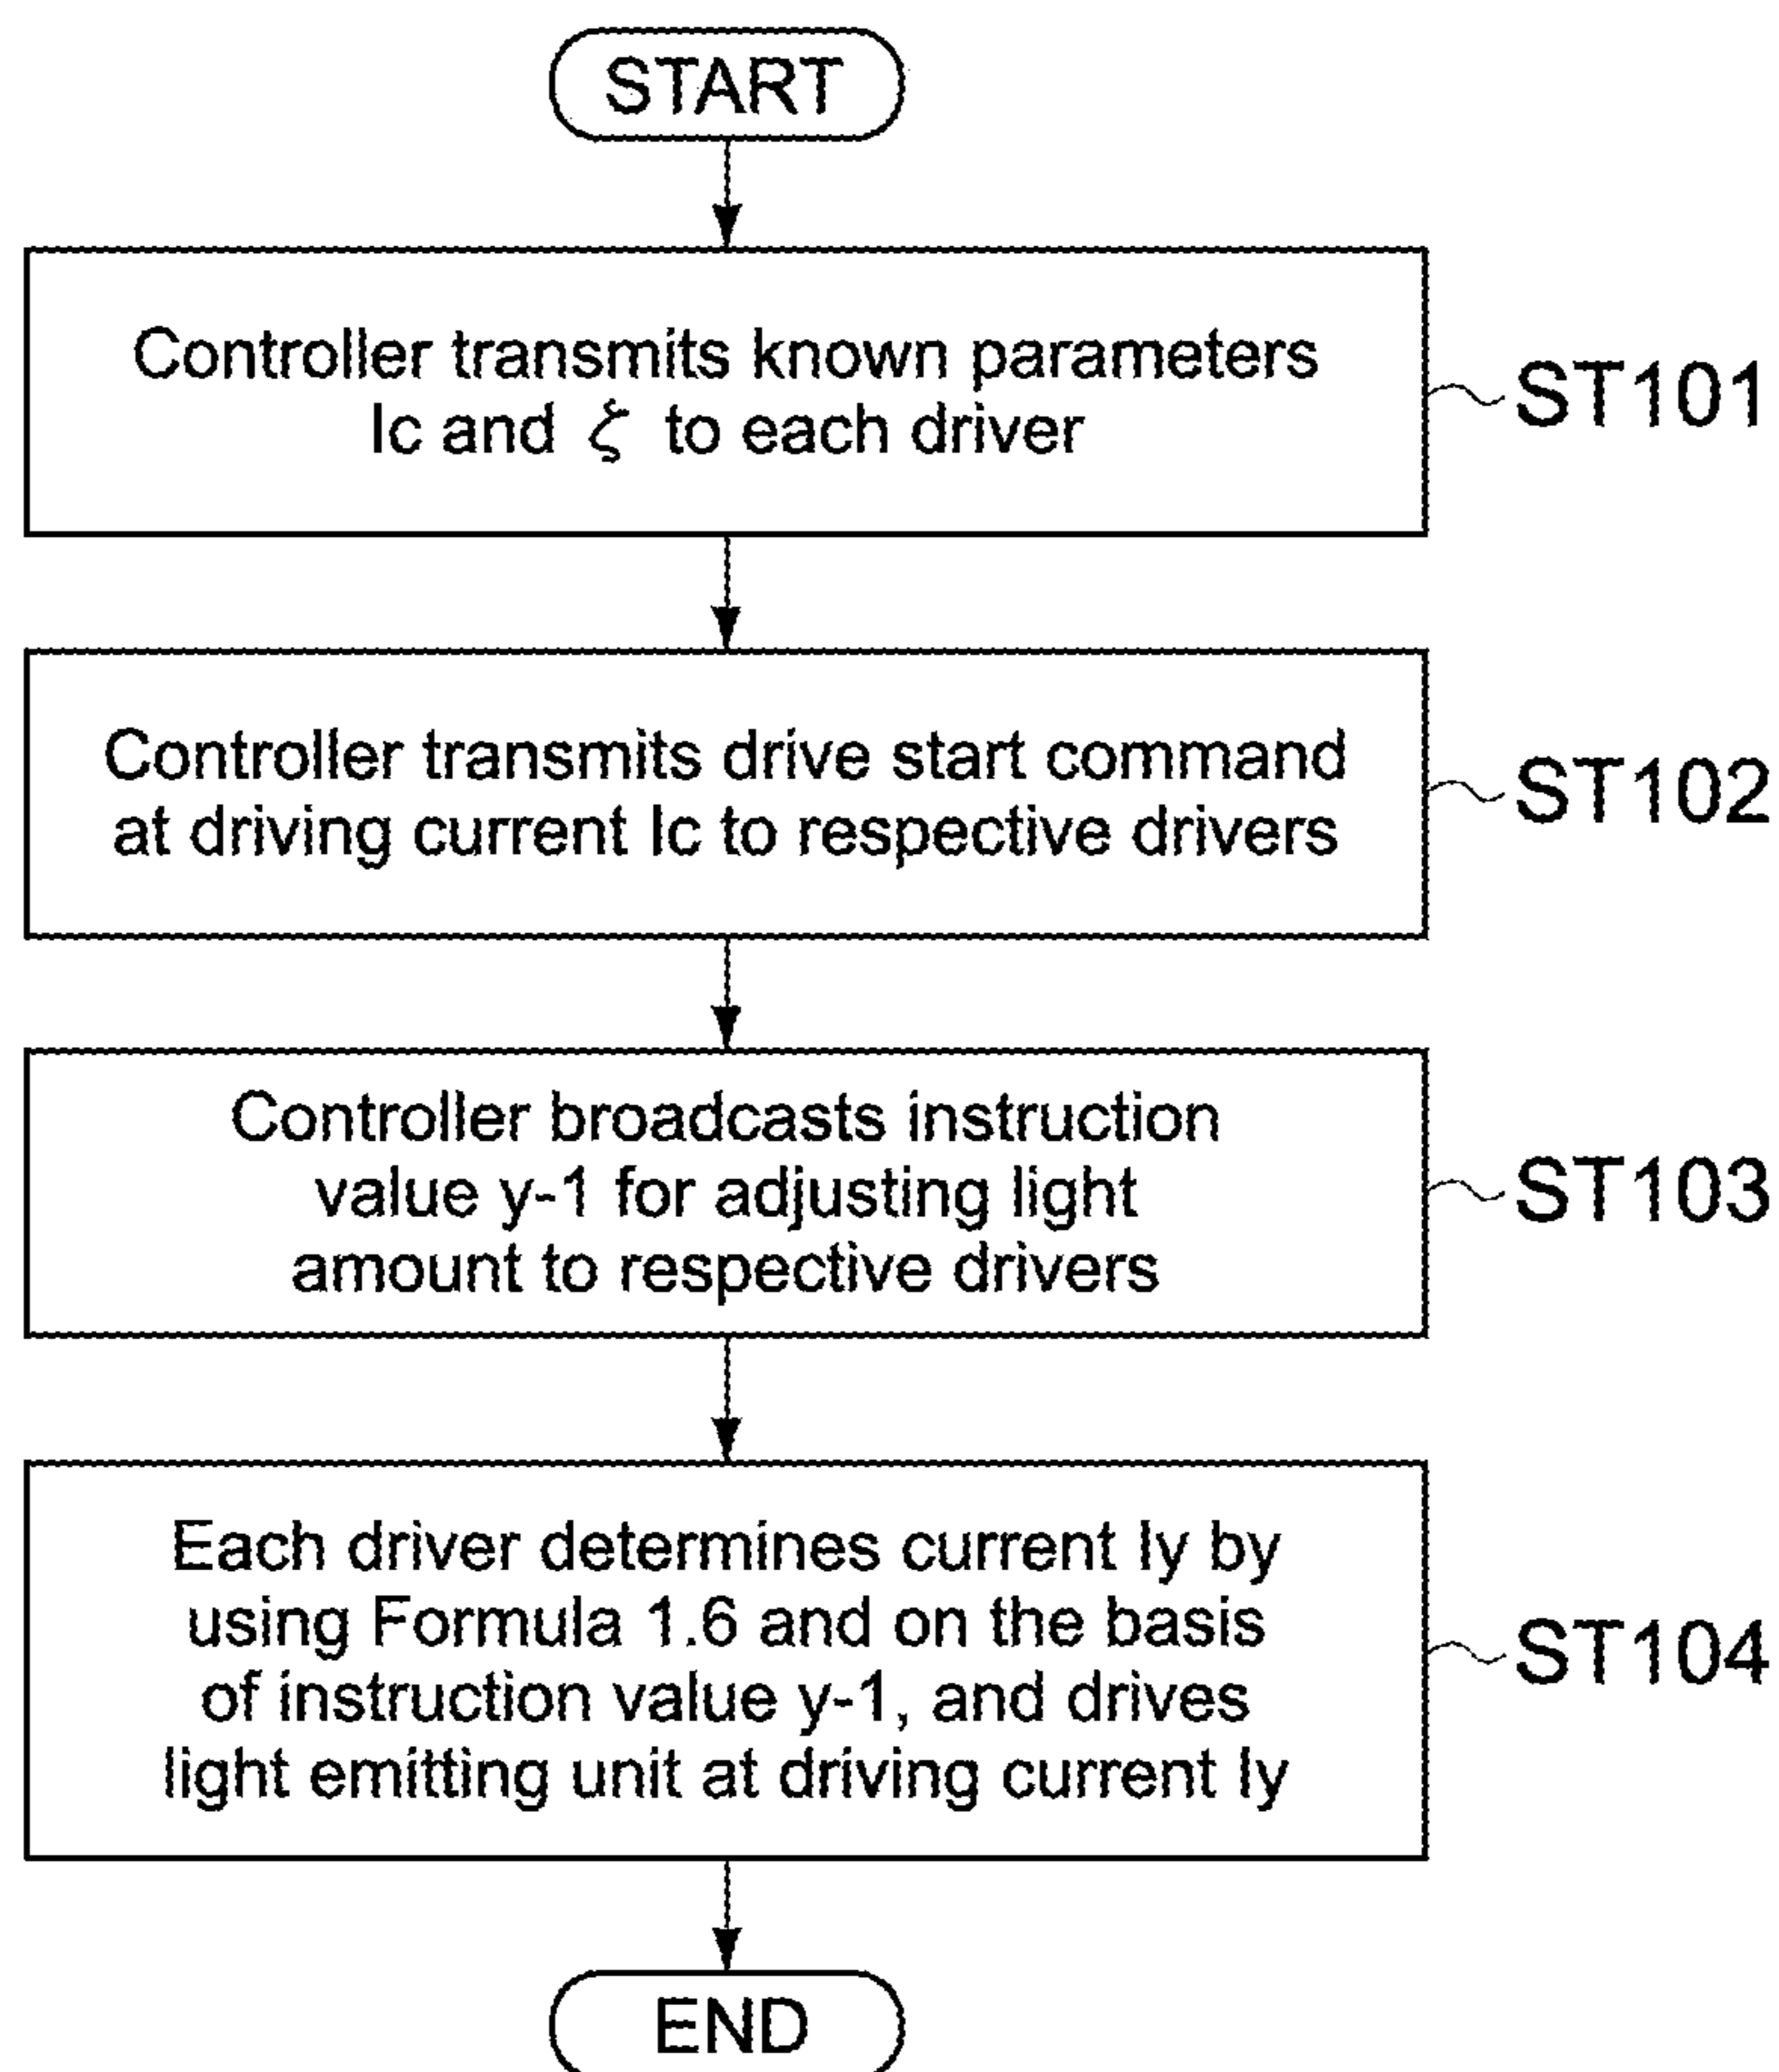 START
Controller transmits known parameters
Ic and ζ to each driver
ST101
Controller transmits drive start command
at driving current Ic to respective drivers
ST102
Controller broadcasts instruction
value y-1 for adjusting light
amount to respective drivers
ST103
Each driver determines current Iy by
using Formula 1.6 and on the basis
of instruction value y-1, and drives
light emitting unit at driving current Iy
ST104
END